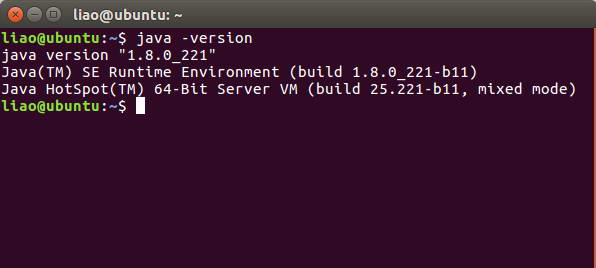 liao@ubuntu: ~
liao@ubuntu:~$ java -version
java version "1.8.0_221"
Java(TM) SE Runtime Environment (build 1.8.0_221-b11)
Java HotSpot(TM) 64-Bit Server VM (build 25.221-b11, mixed mode)
liao@ubuntu:~$